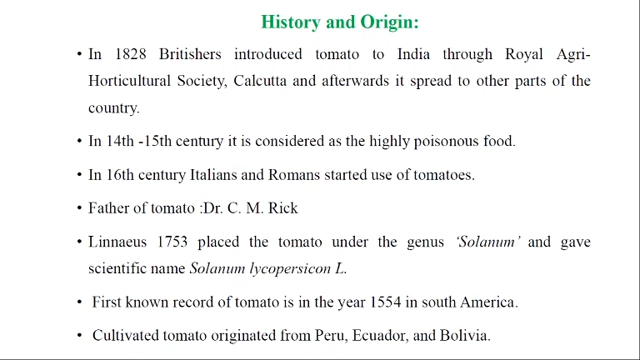 History and Origin:
• In 1828 Britishers introduced tomato to India through Royal Agri-
Horticultural Society, Calcutta and afterwards it spread to other parts of the
country.
• In 14th -15th century it is considered as the highly poisonous food.
• In 16th century Italians and Romans started use of tomatoes.
• Father of tomato :Dr. C. M. Rick
• Linnaeus 1753 placed the tomato under the genus ‘Solanum’ and gave
scientific name Solanum lycopersicon L.
• First known record of tomato is in the year 1554 in south America.
• Cultivated tomato originated from Peru, Ecuador, and Bolivia.